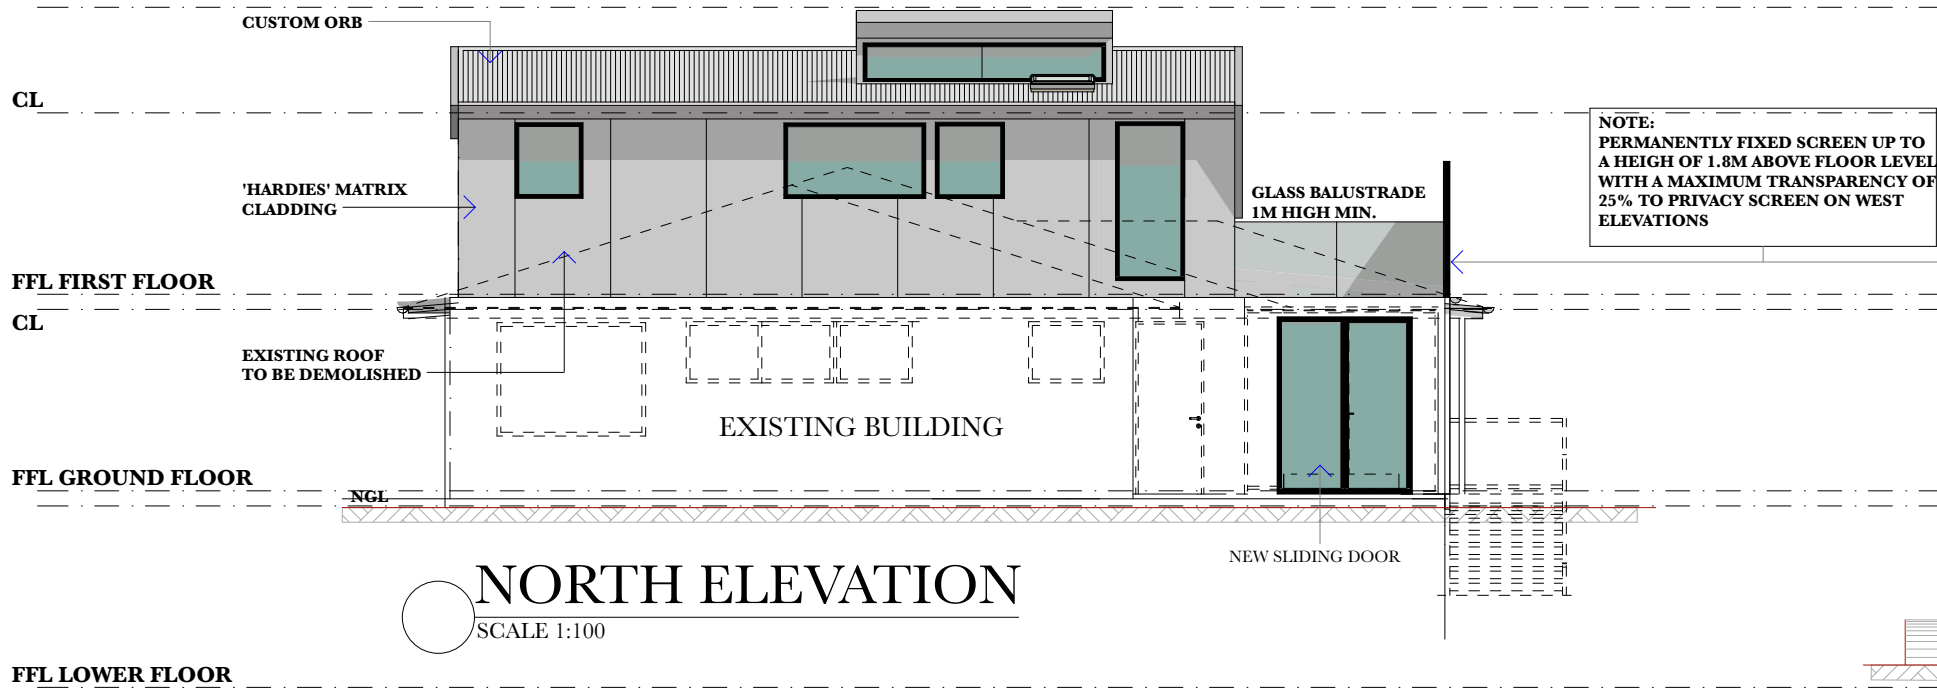 CUSTOM ORB
CL
NOTE:
PERMANENTLY FIXED SCREEN UP TO
A HEIGH OF 1.8M ABOVE FLOOR LEVEL
WITH A MAXIMUM TRANSPARENCY OF
25% TO PRIVACY SCREEN ON WEST
ELEVATIONS
'HARDIES' MATRIX
CLADDING
GLASS BALUSTRADE
1M HIGH MIN.
FFL FIRST FLOOR
CL
EXISTING ROOF
TO BE DEMOLISHED
EXISTING BUILDING
FFL GROUND FLOOR
NGL
NEW SLIDING DOOR
NORTH ELEVATION
SCALE 1:100
FFL LOWER FLOOR